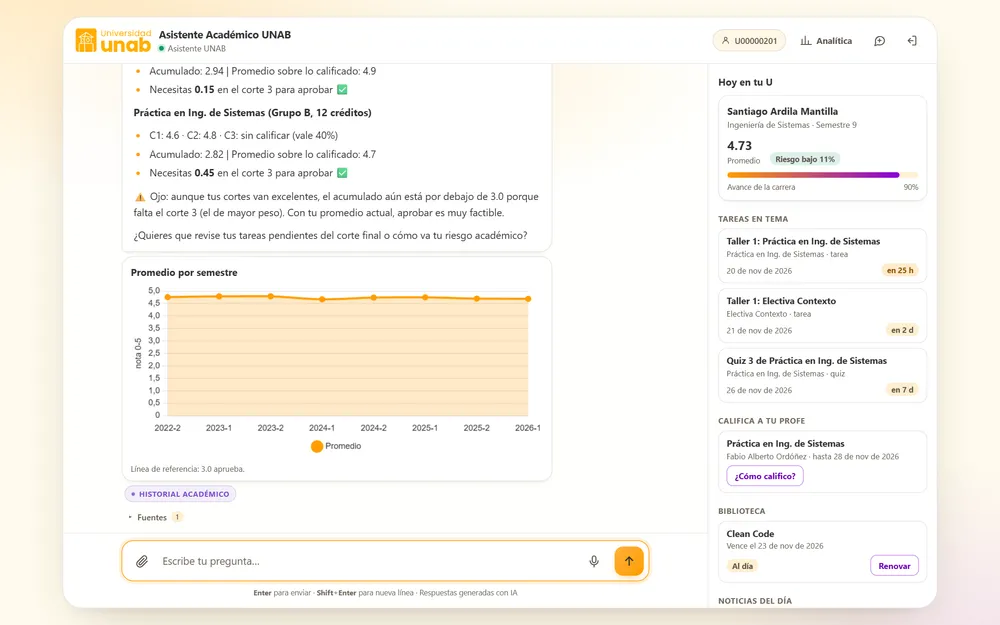 Universidad
unab
Asistente Académico UNAB
Asistente UNAB
U00000201
Analítica
Acumulado: 2.94 | Promedio sobre lo calificado: 4.9
Necesitas 0.15 en el corte 3 para aprobar ✅
Práctica en Ing. de Sistemas (Grupo B, 12 créditos)
C1: 4.6 · C2: 4.8 · C3: sin calificar (vale 40%)
Acumulado: 2.82 | Promedio sobre lo calificado: 4.7
Necesitas 0.45 en el corte 3 para aprobar ✅
⚠️ Ojo: aunque tus cortes van excelentes, el acumulado aún está por debajo de 3.0 porque
falta el corte 3 (el de mayor peso). Con tu promedio actual, aprobar es muy factible.
¿Quieres que revise tus tareas pendientes del corte final o cómo va tu riesgo académico?
Promedio por semestre
nota 0-5
5,0
4,5
4,0
3,5
3,0
2,5
2,0
1,5
1,0
0,5
0
2022-2 2023-1 2023-2 2024-1 2024-2 2025-1 2025-2 2026-1
Promedio
Línea de referencia: 3.0 aprueba.
HISTORIAL ACADÉMICO
Fuentes 1
Escribe tu pregunta...
Enter para enviar · Shift+Enter para nueva línea · Respuestas generadas con IA
Hoy en tu U
Santiago Ardila Mantilla
Ingeniería de Sistemas · Semestre 9
4.73
Promedio Riesgo bajo 11%
Avance de la carrera 90%
TAREAS EN TEMA
Taller 1: Práctica en Ing. de Sistemas
Práctica en Ing. de Sistemas · tarea
20 de nov de 2026 en 25 h
Taller 1: Electiva Contexto
Electiva Contexto · tarea
21 de nov de 2026 en 2 d
Quiz 3 de Práctica en Ing. de Sistemas
Práctica en Ing. de Sistemas · quiz
26 de nov de 2026 en 7 d
CALIFICA A TU PROFE
Práctica en Ing. de Sistemas
Fabio Alberto Ordóñez · hasta 28 de nov de 2026
¿Cómo califico?
BIBLIOTECA
Clean Code
Vence el 23 de nov de 2026
Al día Renovar
NOTICIAS DEL DÍA